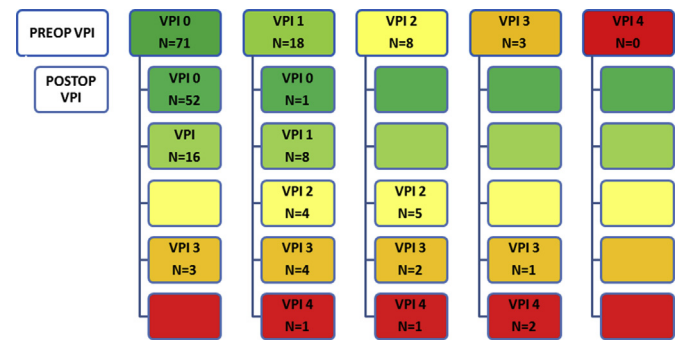 PREOP VPI
VPI 0
N=71
VPI 1
N=18
VPI 2
N=8
VPI 3
N=3
VPI 4
N=0
POSTOP
VPI
VPI 0
N=52
VPI 0
N=1
VPI
N=16
VPI 1
N=8
VPI 2
N=4
VPI 2
N=5
VPI 3
N=3
VPI 3
N=4
VPI 3
N=2
VPI 3
N=1
VPI 4
N=1
VPI 4
N=1
VPI 4
N=2